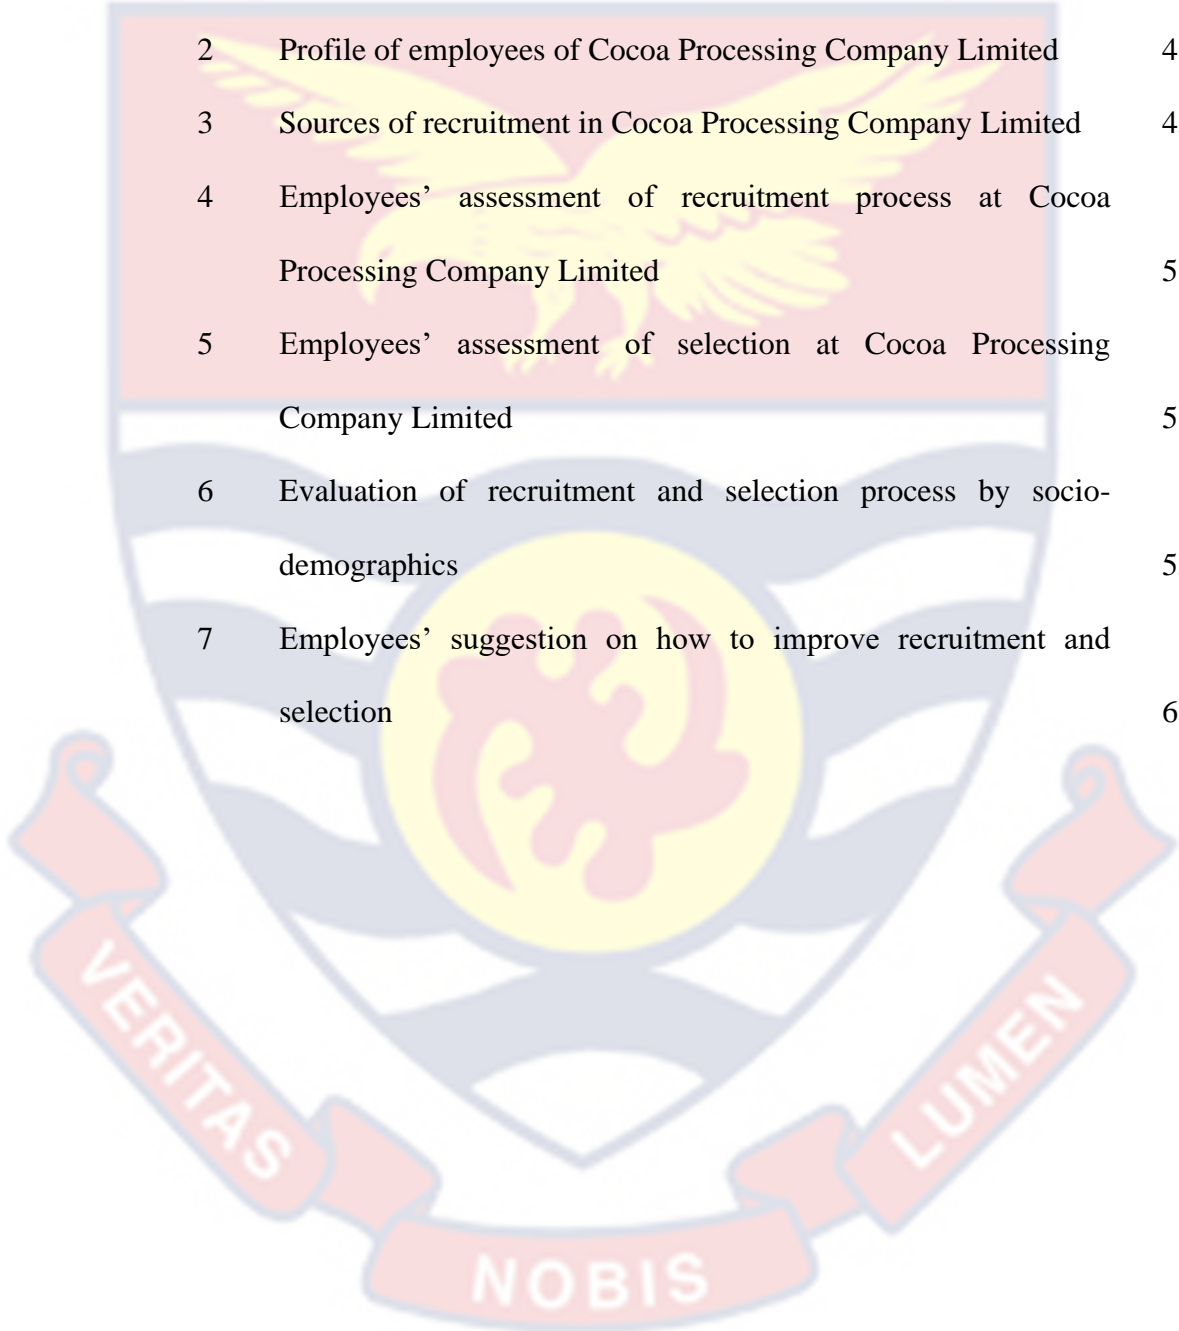 2 Profile of employees of Cocoa Processing Company Limited 4
3 Sources of recruitment in Cocoa Processing Company Limited 4
4 Employees’ assessment of recruitment process at Cocoa
Processing Company Limited 5
5 Employees’ assessment of selection at Cocoa Processing
Company Limited 5
6 Evaluation of recruitment and selection process by socio-
demographics 5
7 Employees’ suggestion on how to improve recruitment and
selection 6
VERITAS
NOBIS
LUMEN